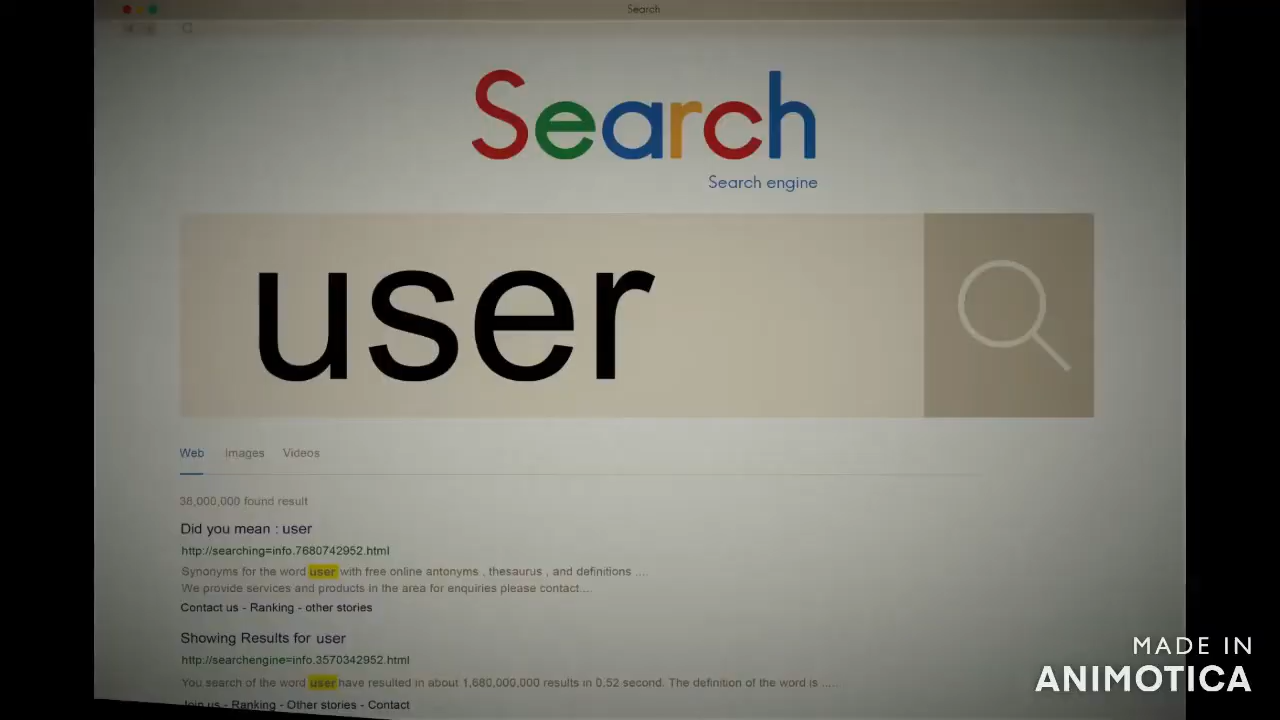 Search
Search
Search engine
user
Web Images Videos
38,000,000 found result
Did you mean : user
http://searching=info.7680742952.html
Synonyms for the word user with free online antonyms , thesaurus , and definitions ....
We provide services and products in the area for enquiries please contact....
Contact us - Ranking - other stories
Showing Results for user
http://searchengine=info.3570342952.html
You search of the word user have resulted in about 1,680,000,000 results in 0.52 second. The definition of the word is .....
Join us - Ranking - Other stories - Contact
MADE IN
ANIMOTICA